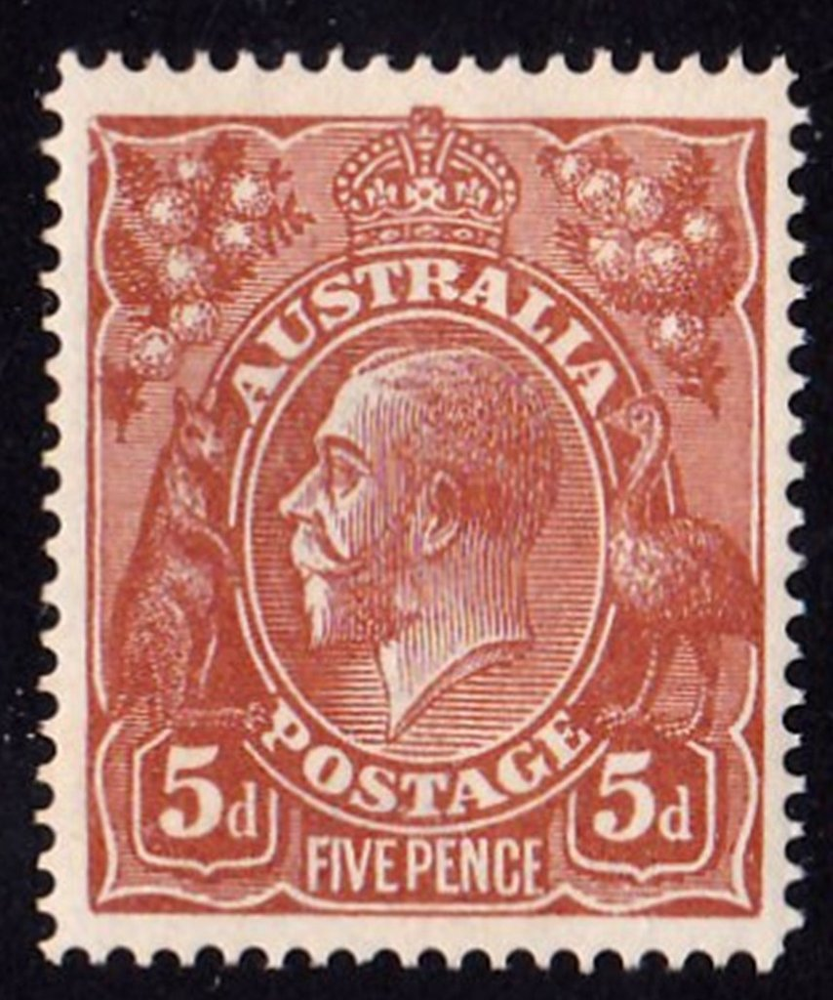 AUSTRALIA
POSTAGE
5d
5d
FIVE PENCE